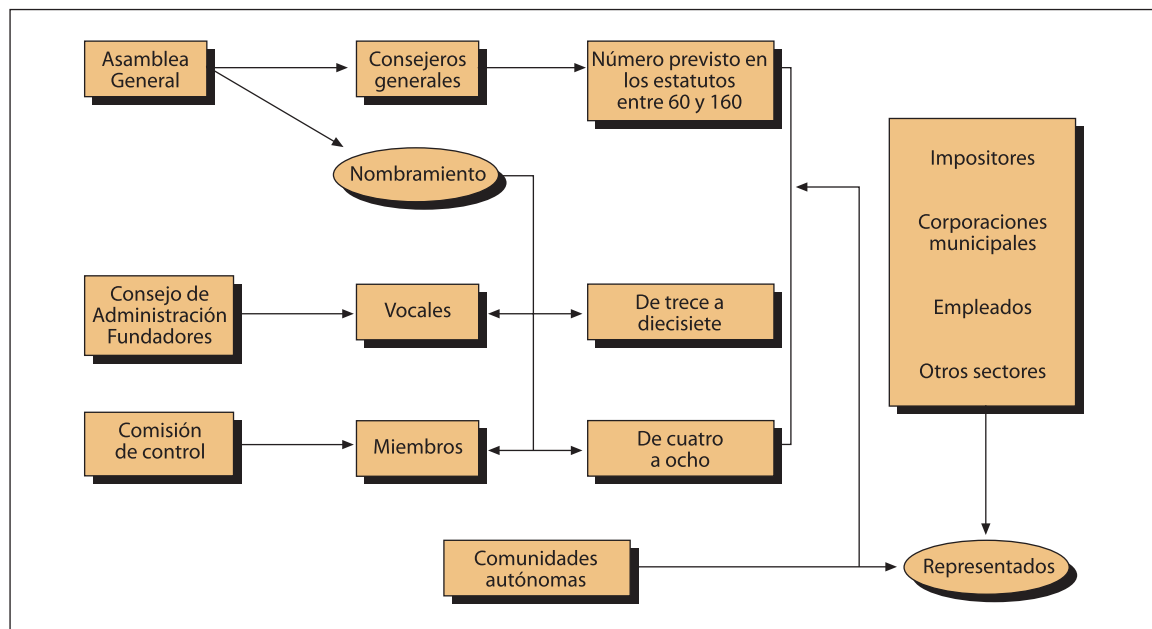 Asamblea
General
Consejeros
generales
Número previsto en
los estatutos
entre 60 y 160
Nombramiento
Impositores
Corporaciones
municipales
Empleados
Otros sectores
Consejo de
Administración
Fundadores
Vocales
De trece a
diecisiete
Comisión
de control
Miembros
De cuatro
a ocho
Comunidades
autónomas
Representados